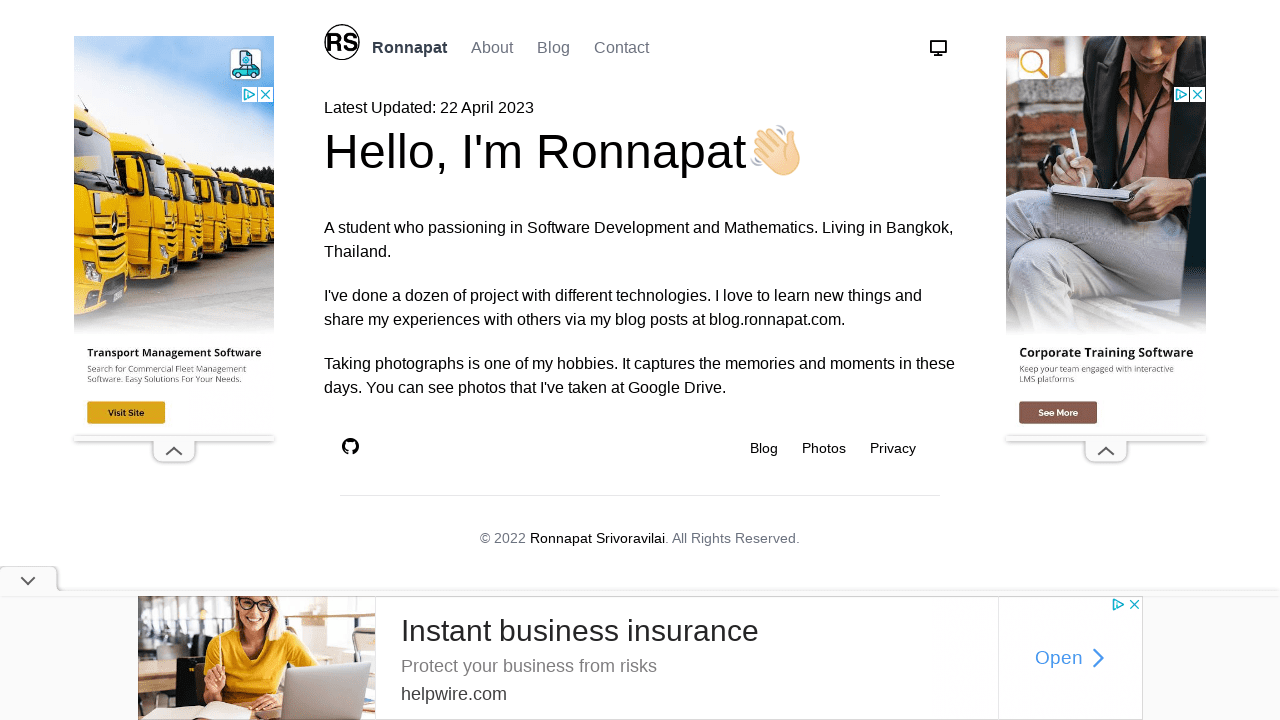 RS
Ronnapat About Blog Contact
Latest Updated: 22 April 2023
Hello, I'm Ronnapat👋🏻
A student who passioning in Software Development and Mathematics. Living in Bangkok,
Thailand.
I've done a dozen of project with different technologies. I love to learn new things and
share my experiences with others via my blog posts at blog.ronnapat.com.
Taking photographs is one of my hobbies. It captures the memories and moments in these
days. You can see photos that I've taken at Google Drive.
Blog Photos Privacy
© 2022 Ronnapat Srivoravilai. All Rights Reserved.
Transport Management Software
Search for Commercial Fleet Management
Software. Easy Solutions For Your Needs.
Visit Site
Corporate Training Software
Keep your team engaged with interactive
LMS platforms
See More
Instant business insurance
Protect your business from risks
helpwire.com
Open